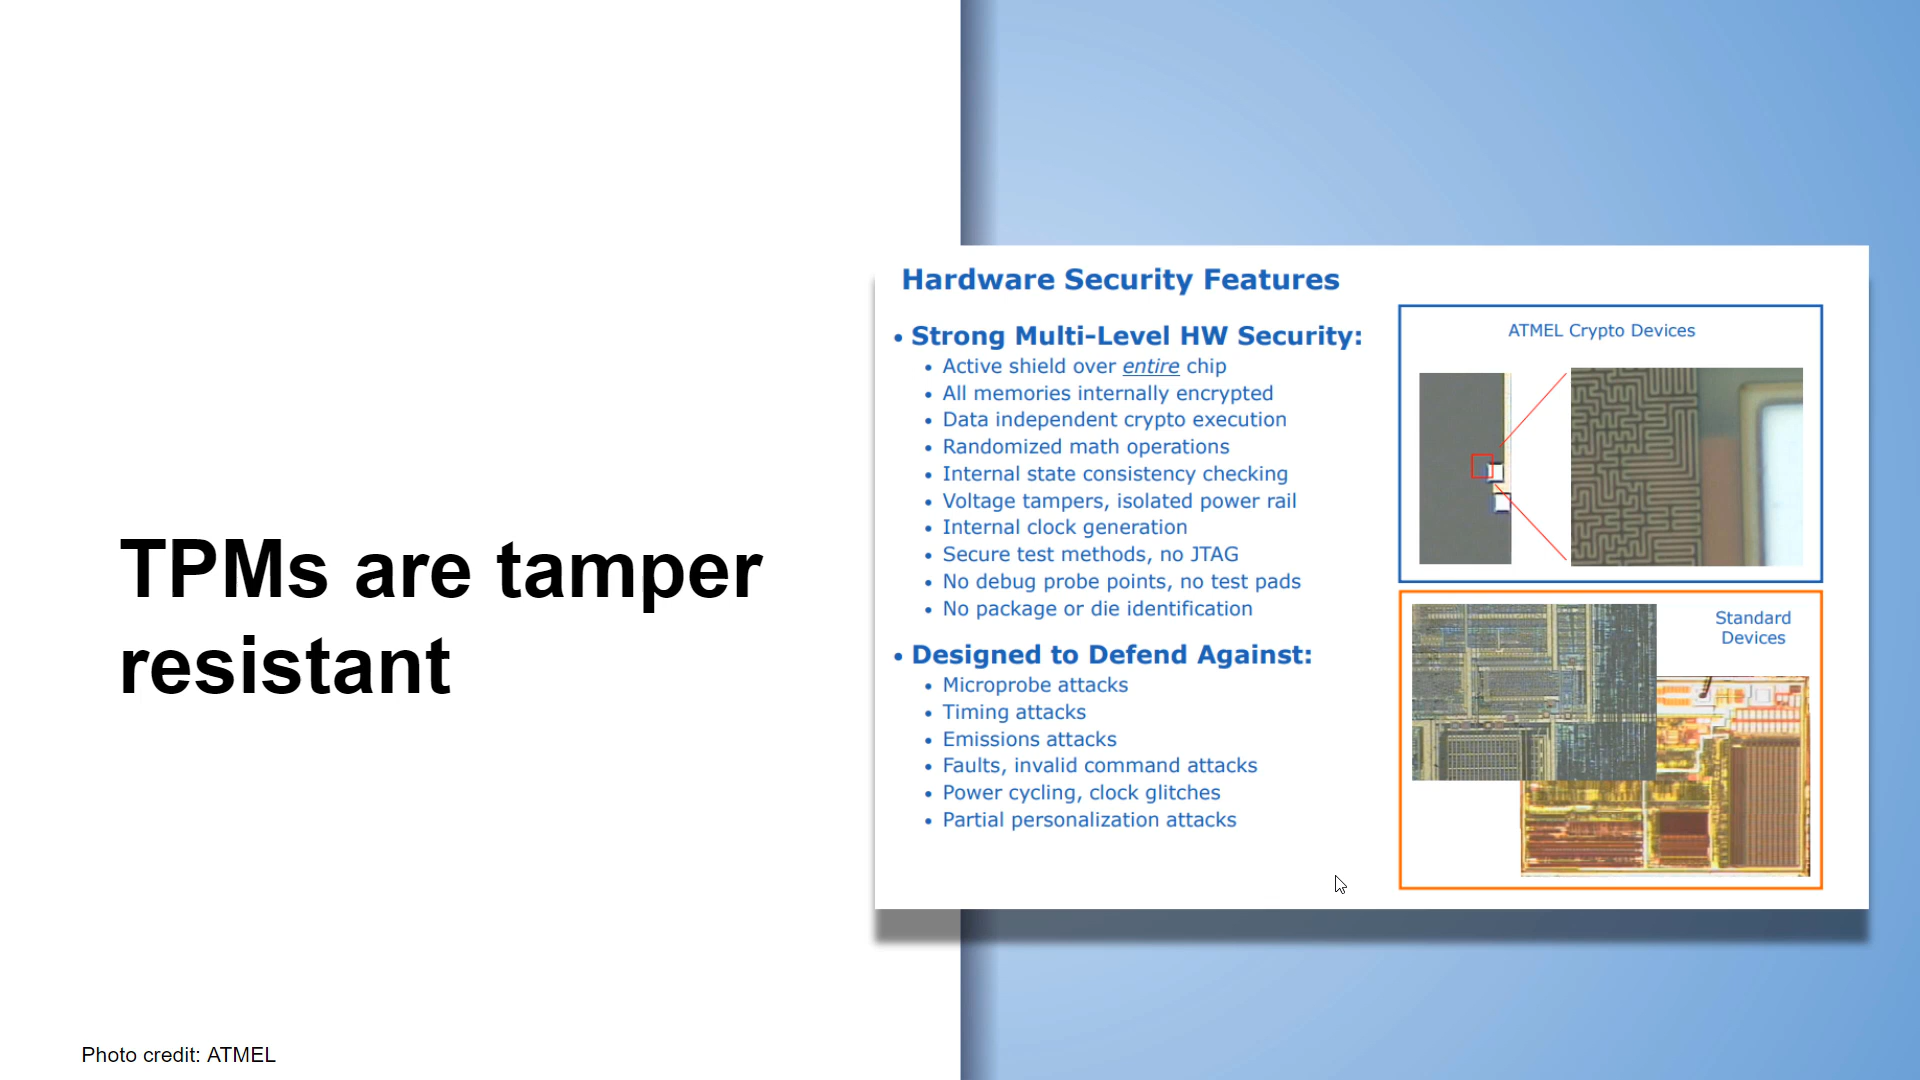 TPMs are tamper
resistant
Photo credit: ATMEL
Hardware Security Features
• Strong Multi-Level HW Security:
• Active shield over entire chip
• All memories internally encrypted
• Data independent crypto execution
• Randomized math operations
• Internal state consistency checking
• Voltage tampers, isolated power rail
• Internal clock generation
• Secure test methods, no JTAG
• No debug probe points, no test pads
• No package or die identification
• Designed to Defend Against:
• Microprobe attacks
• Timing attacks
• Emissions attacks
• Faults, invalid command attacks
• Power cycling, clock glitches
• Partial personalization attacks
ATMEL Crypto Devices
Standard
Devices